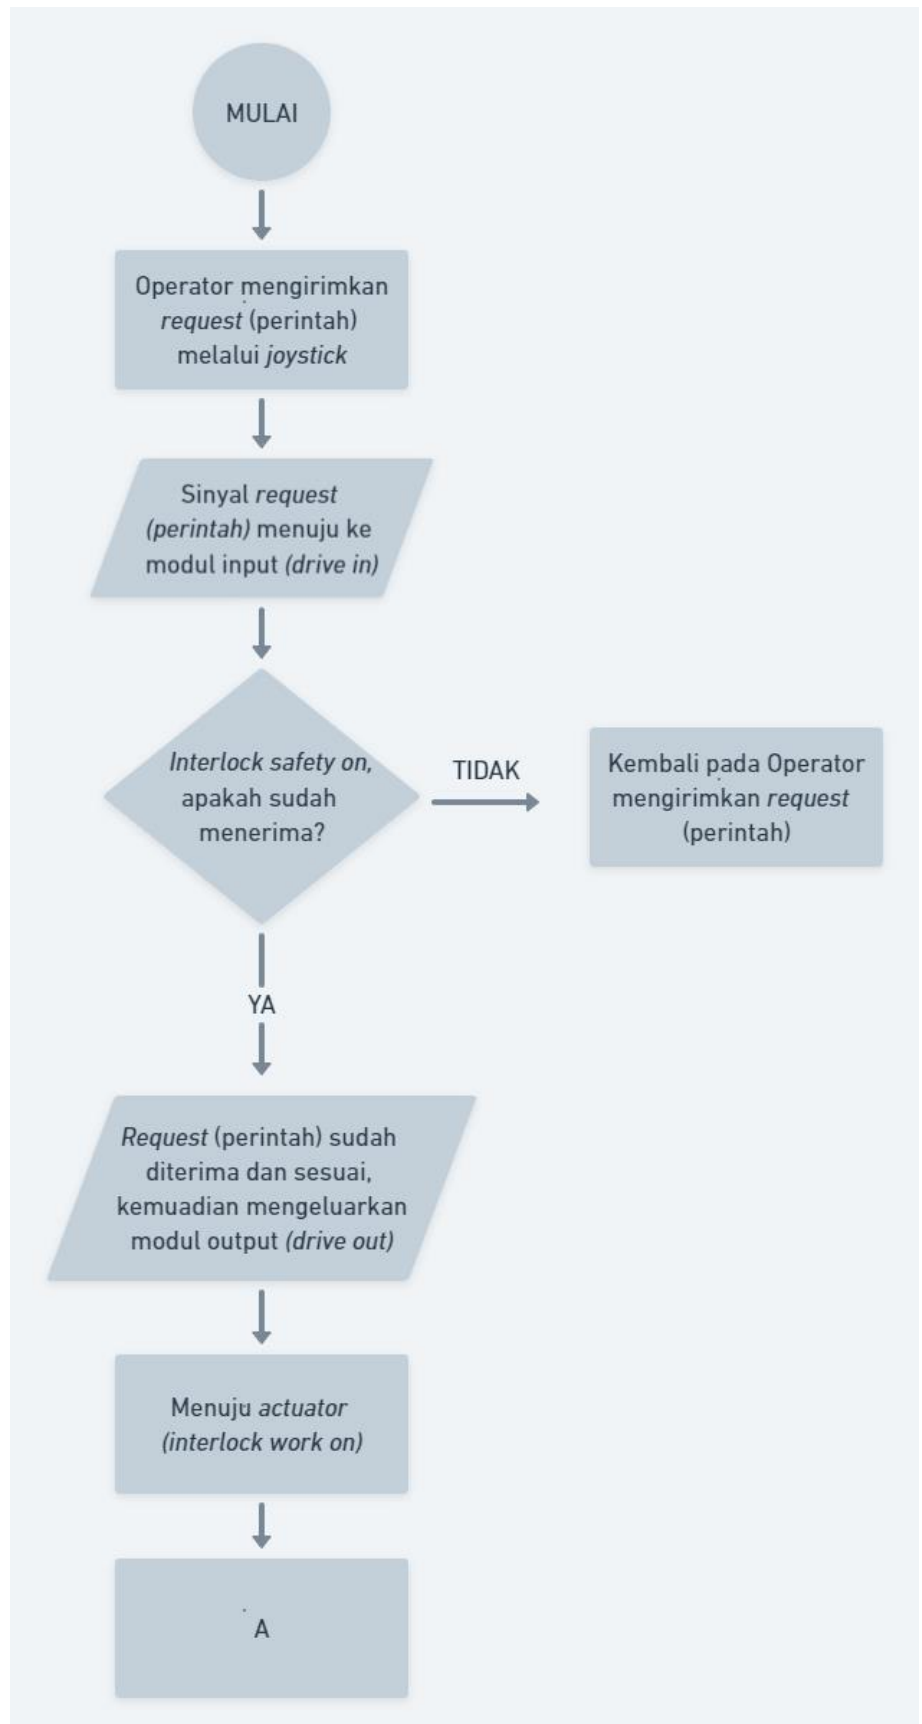 MULAI
Operator mengirimkan
request (perintah)
melalui joystick
Sinyal request
(perintah) menuju ke
modul input (drive in)
Interlock safety on,
apakah sudah
menerima?
TIDAK
Kembali pada Operator
mengirimkan request
(perintah)
YA
Request (perintah) sudah
diterima dan sesuai,
kemuadian mengeluarkan
modul output (drive out)
Menuju actuator
(interlock work on)
A